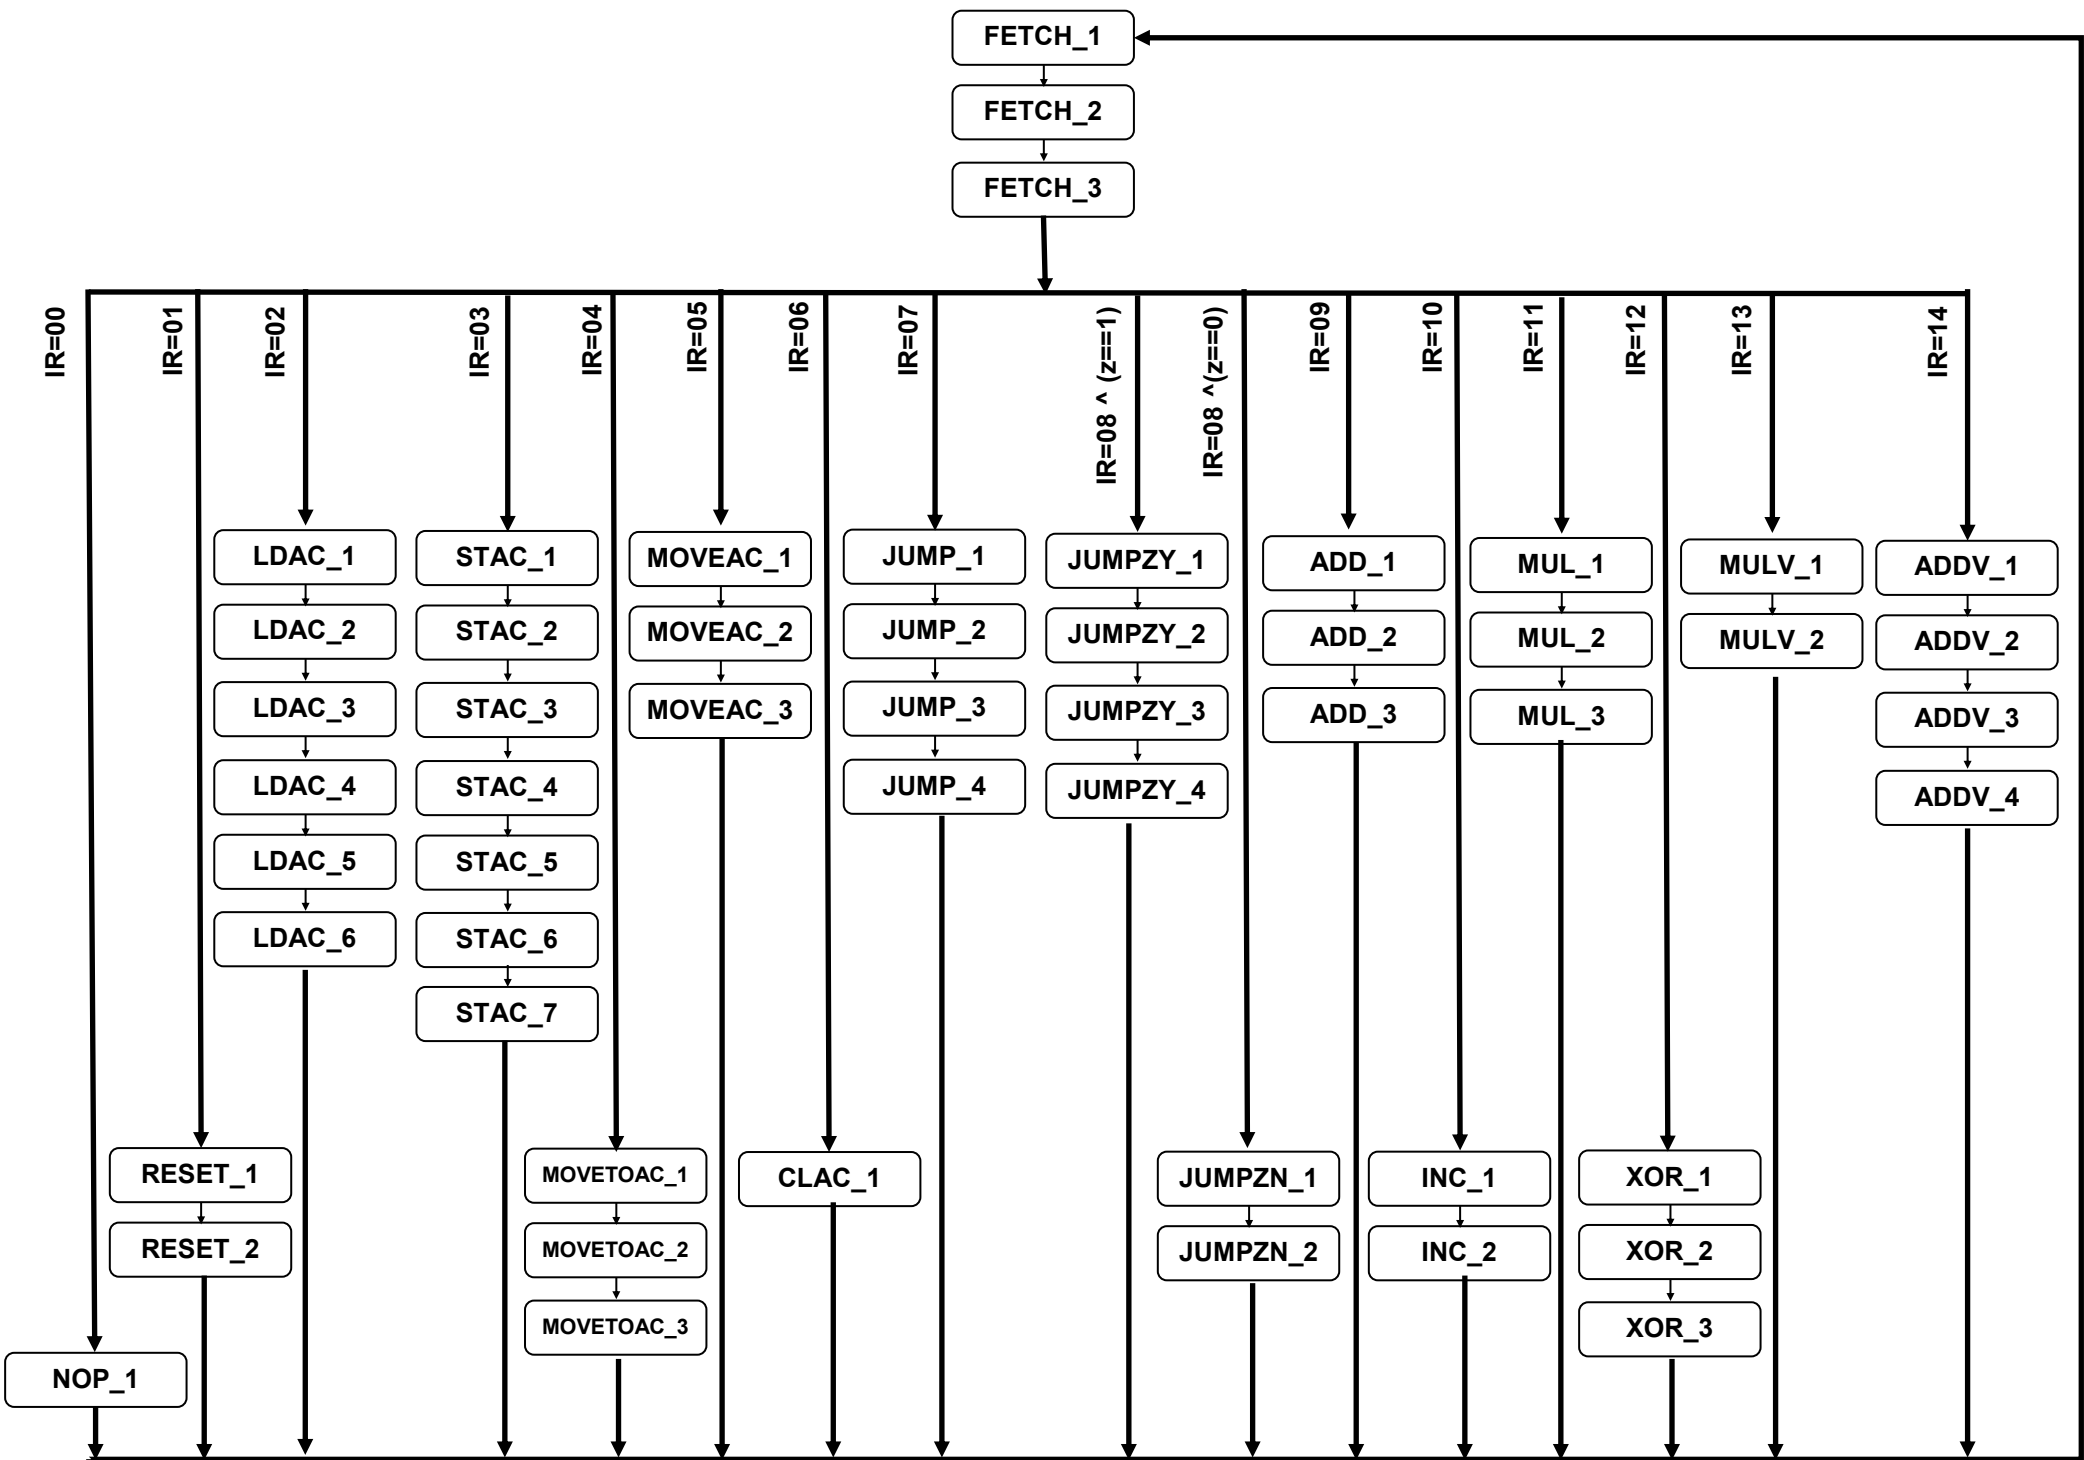 FETCH_1
FETCH_2
FETCH_3
IR=00
IR=01
IR=02
IR=03
IR=04
IR=05
IR=06
IR=07
IR=08 ^ (z==1)
IR=08 ^(z==0)
IR=09
IR=10
IR=11
IR=12
IR=13
IR=14
LDAC_1
LDAC_2
LDAC_3
LDAC_4
LDAC_5
LDAC_6
STAC_1
STAC_2
STAC_3
STAC_4
STAC_5
STAC_6
STAC_7
MOVEAC_1
MOVEAC_2
MOVEAC_3
JUMP_1
JUMP_2
JUMP_3
JUMP_4
JUMPZY_1
JUMPZY_2
JUMPZY_3
JUMPZY_4
ADD_1
ADD_2
ADD_3
MUL_1
MUL_2
MUL_3
MULV_1
MULV_2
ADDV_1
ADDV_2
ADDV_3
ADDV_4
RESET_1
RESET_2
MOVETOAC_1
MOVETOAC_2
MOVETOAC_3
CLAC_1
JUMPZN_1
JUMPZN_2
INC_1
INC_2
XOR_1
XOR_2
XOR_3
NOP_1